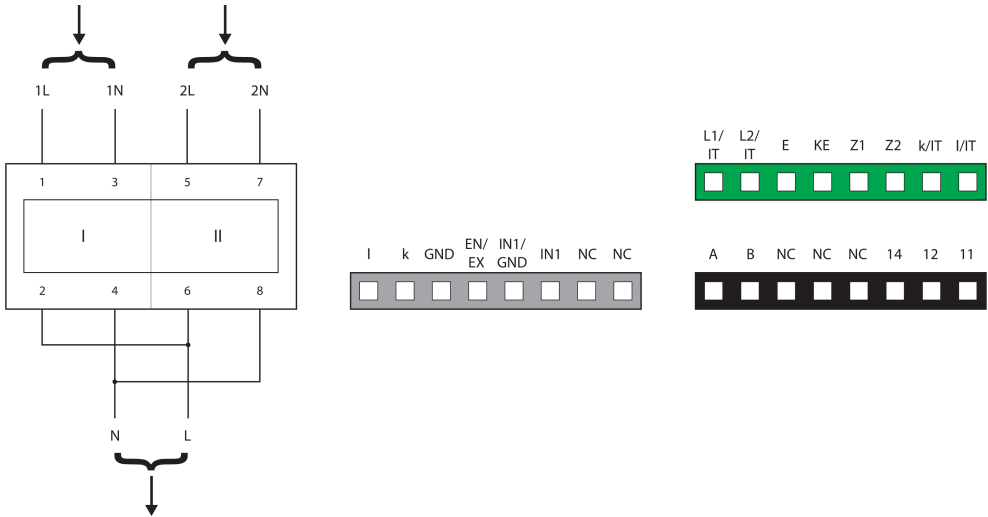 1L 1N 2L 2N
1 3 5 7
I II
2 4 6 8
N L
l k GND EN/EX IN1/GND IN1 NC NC
L1/IT L2/IT E KE Z1 Z2 k/IT l/IT
A B NC NC NC 14 12 11